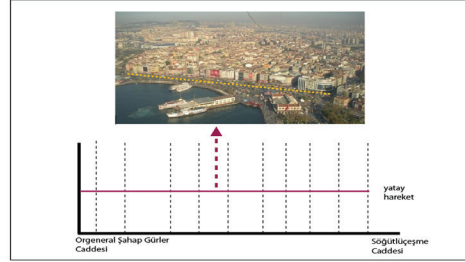 yatay
hareket
Orgeneral Şahap Gürler
Caddesi
Söğütlüçeşme
Caddesi